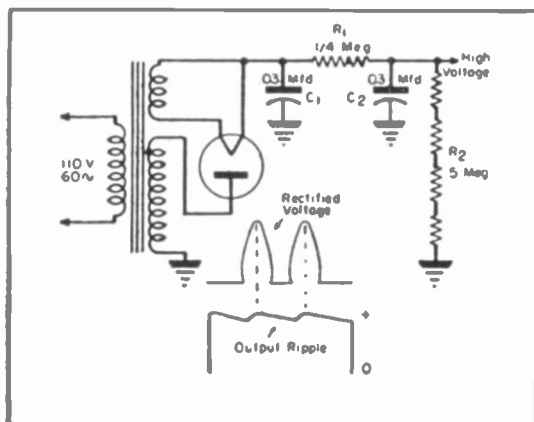 R1
1/4 Meg
High
Voltage
03 Mfd
C1
03 Mfd
C2
R2
5 Meg
110 V
60~
Rectified
Voltage
+
Output Ripple
0